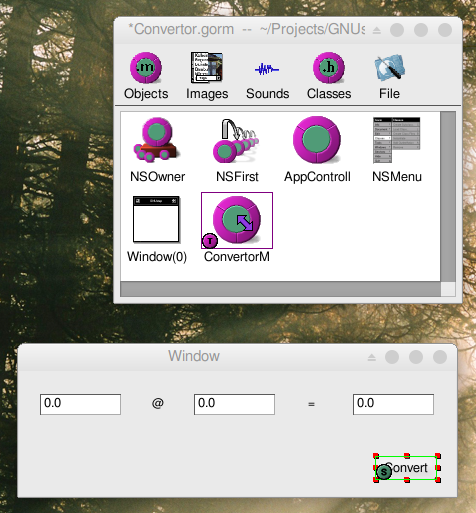 *Convertor.gorm -- ~/Projects/GNUs
.m
.h
Objects Images Sounds Classes File
NSOwner NSFirst AppControll NSMenu
Window(0) ConvertorM
T
Window
0.0 @ 0.0 = 0.0
S Convert